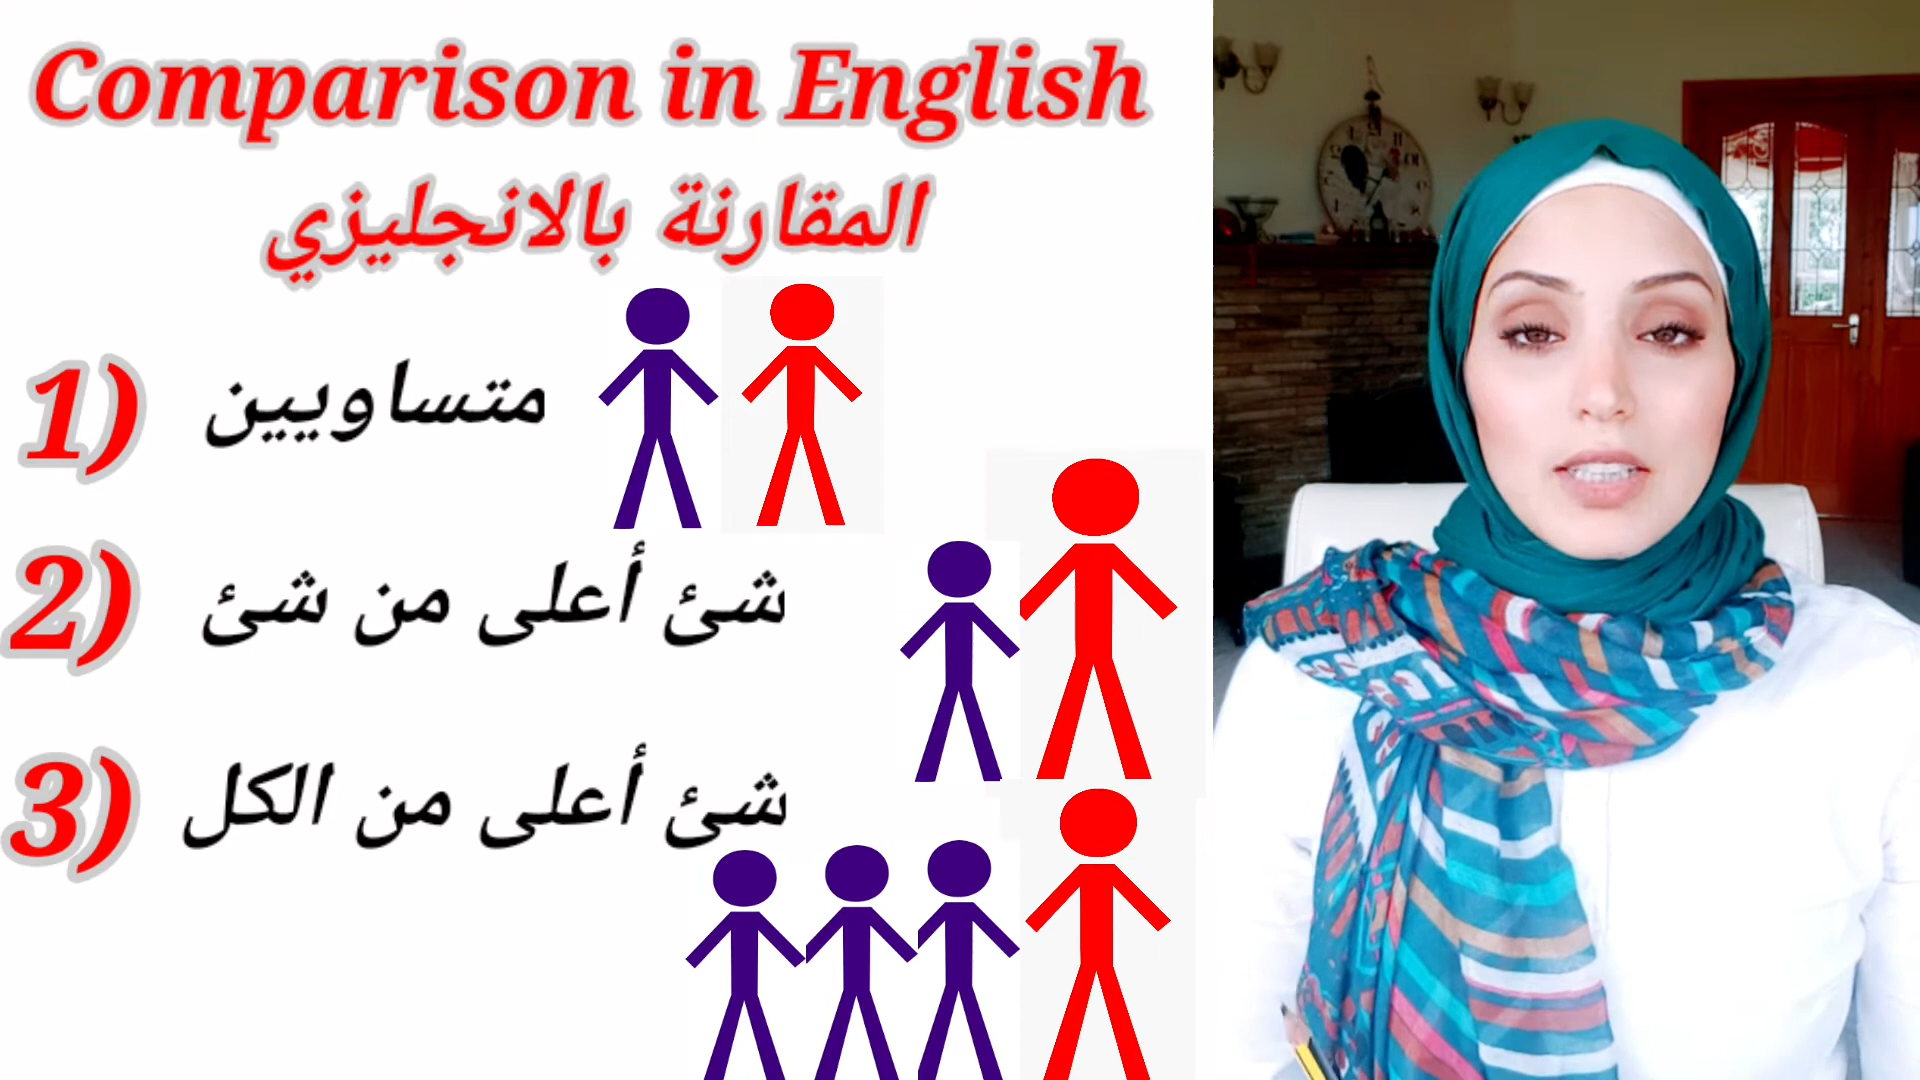 Comparison in English
المقارنة بالانجليزي
1) متساويين
2) شئ أعلى من شئ
3) شئ أعلى من الكل